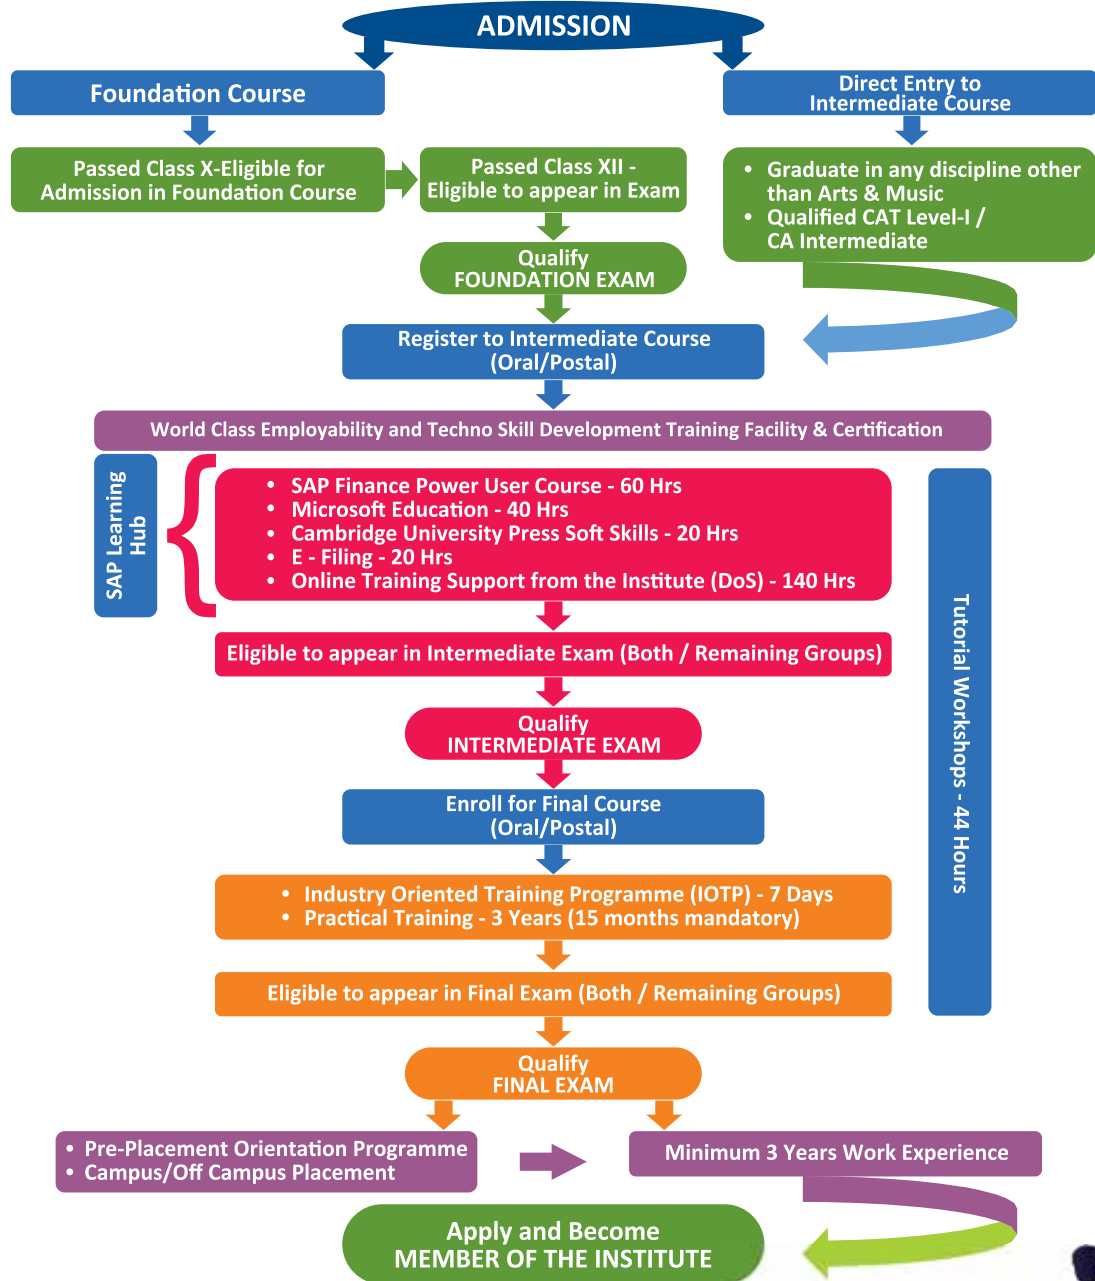 ADMISSION
Foundation Course
Direct Entry to
Intermediate Course
Passed Class X-Eligible for
Admission in Foundation Course
Passed Class XII -
Eligible to appear in Exam
• Graduate in any discipline other
than Arts & Music
• Qualified CAT Level-I /
CA Intermediate
Qualify
FOUNDATION EXAM
Register to Intermediate Course
(Oral/Postal)
World Class Employability and Techno Skill Development Training Facility & Certification
SAP Learning
Hub
• SAP Finance Power User Course - 60 Hrs
• Microsoft Education - 40 Hrs
• Cambridge University Press Soft Skills - 20 Hrs
• E - Filing - 20 Hrs
• Online Training Support from the Institute (DoS) - 140 Hrs
Tutorial Workshops - 44 Hours
Eligible to appear in Intermediate Exam (Both / Remaining Groups)
Qualify
INTERMEDIATE EXAM
Enroll for Final Course
(Oral/Postal)
• Industry Oriented Training Programme (IOTP) - 7 Days
• Practical Training - 3 Years (15 months mandatory)
Eligible to appear in Final Exam (Both / Remaining Groups)
Qualify
FINAL EXAM
• Pre-Placement Orientation Programme
• Campus/Off Campus Placement
Minimum 3 Years Work Experience
Apply and Become
MEMBER OF THE INSTITUTE